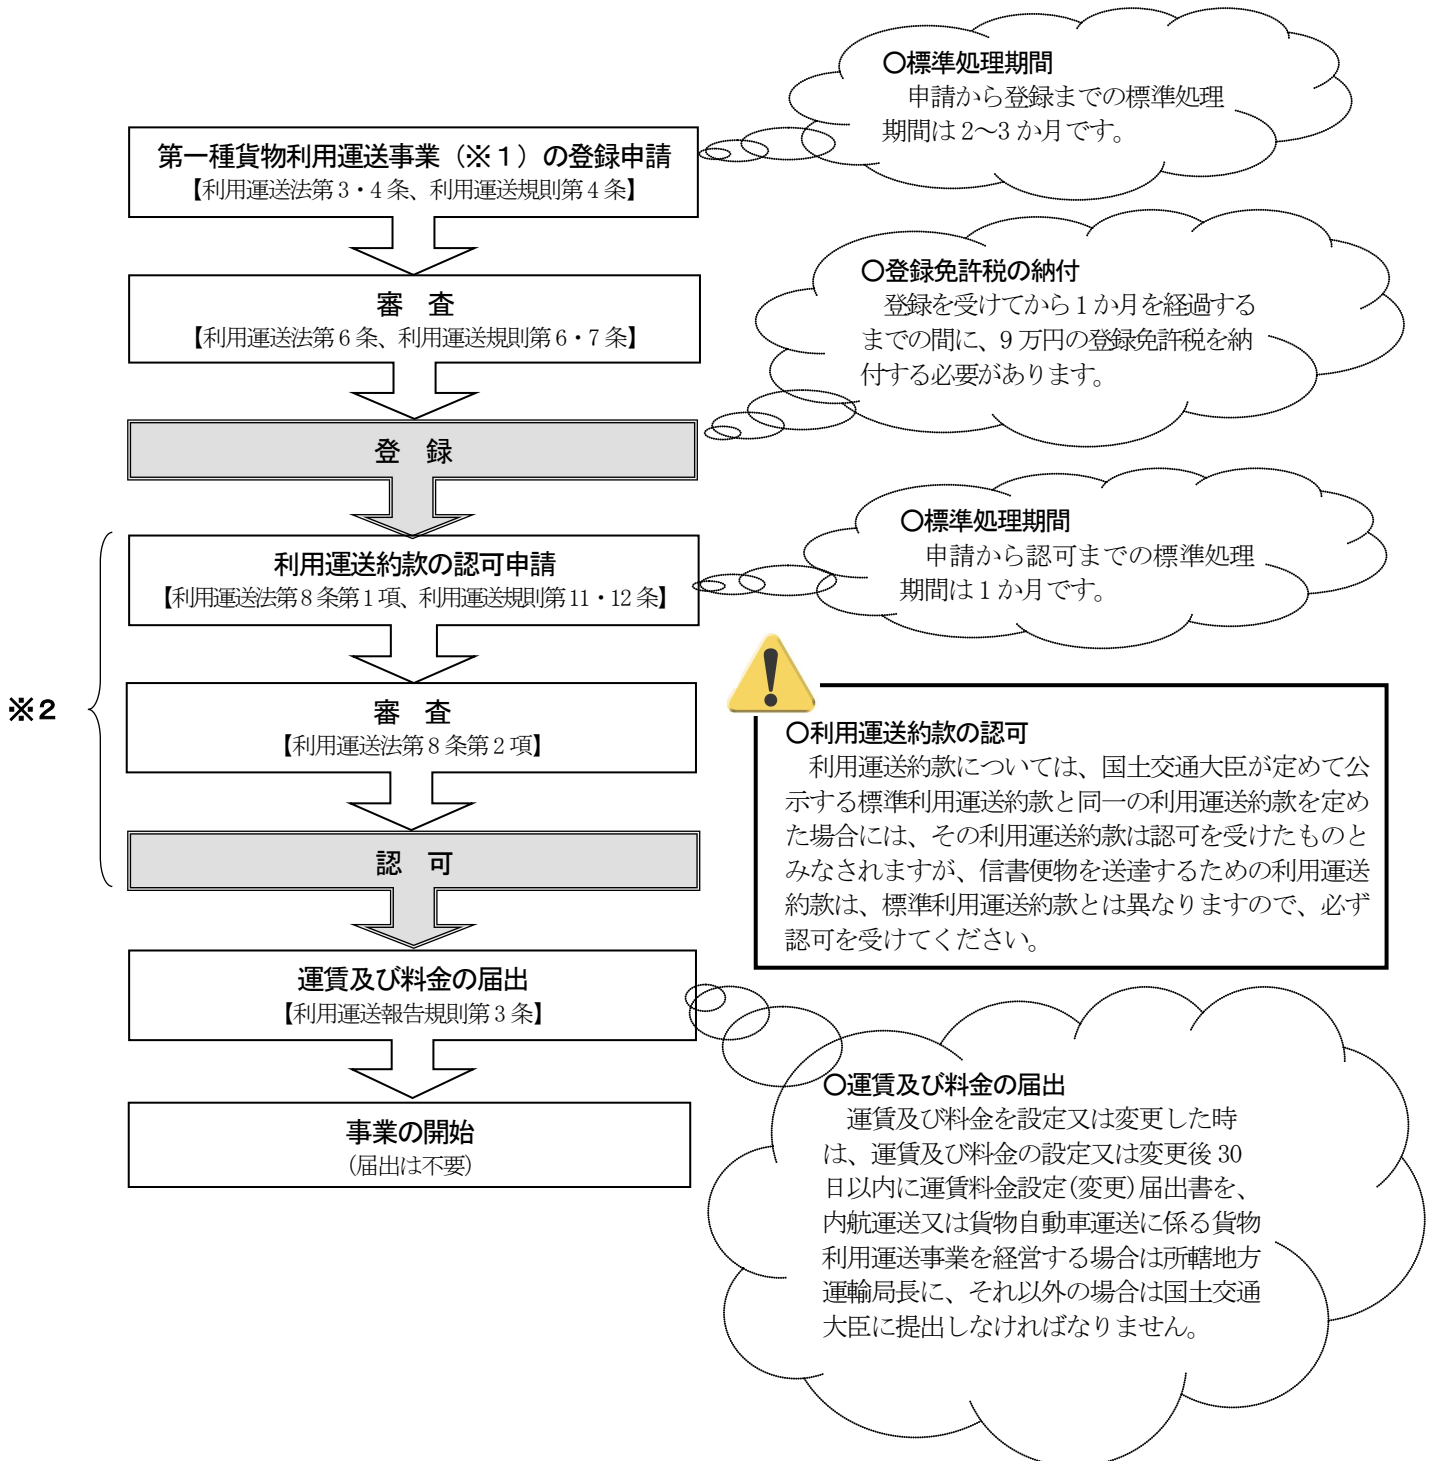 〇標準処理期間
申請から登録までの標準処理
期間は2～3か月です。
第一種貨物利用運送事業（※１）の登録申請
【利用運送法第3・4条、利用運送規則第4条】
〇登録免許税の納付
登録を受けてから1か月を経過する
までの間に、9万円の登録免許税を納
付する必要があります。
審　査
【利用運送法第6条、利用運送規則第6・7条】
登　録
〇標準処理期間
申請から認可までの標準処理
期間は1か月です。
利用運送約款の認可申請
【利用運送法第8条第1項、利用運送規則第11・12条】
※2
審　査
【利用運送法第8条第2項】
〇利用運送約款の認可
利用運送約款については、国土交通大臣が定めて公
示する標準利用運送約款と同一の利用運送約款を定め
た場合には、その利用運送約款は認可を受けたものと
みなされますが、信書便物を送達するための利用運送
約款は、標準利用運送約款とは異なりますので、必ず
認可を受けてください。
認　可
運賃及び料金の届出
【利用運送報告規則第3条】
〇運賃及び料金の届出
運賃及び料金を設定又は変更した時
は、運賃及び料金の設定又は変更後30
日以内に運賃料金設定(変更)届出書を、
内航運送又は貨物自動車運送に係る貨物
利用運送事業を経営する場合は所轄地方
運輸局長に、それ以外の場合は国土交通
大臣に提出しなければなりません。
事業の開始
(届出は不要)